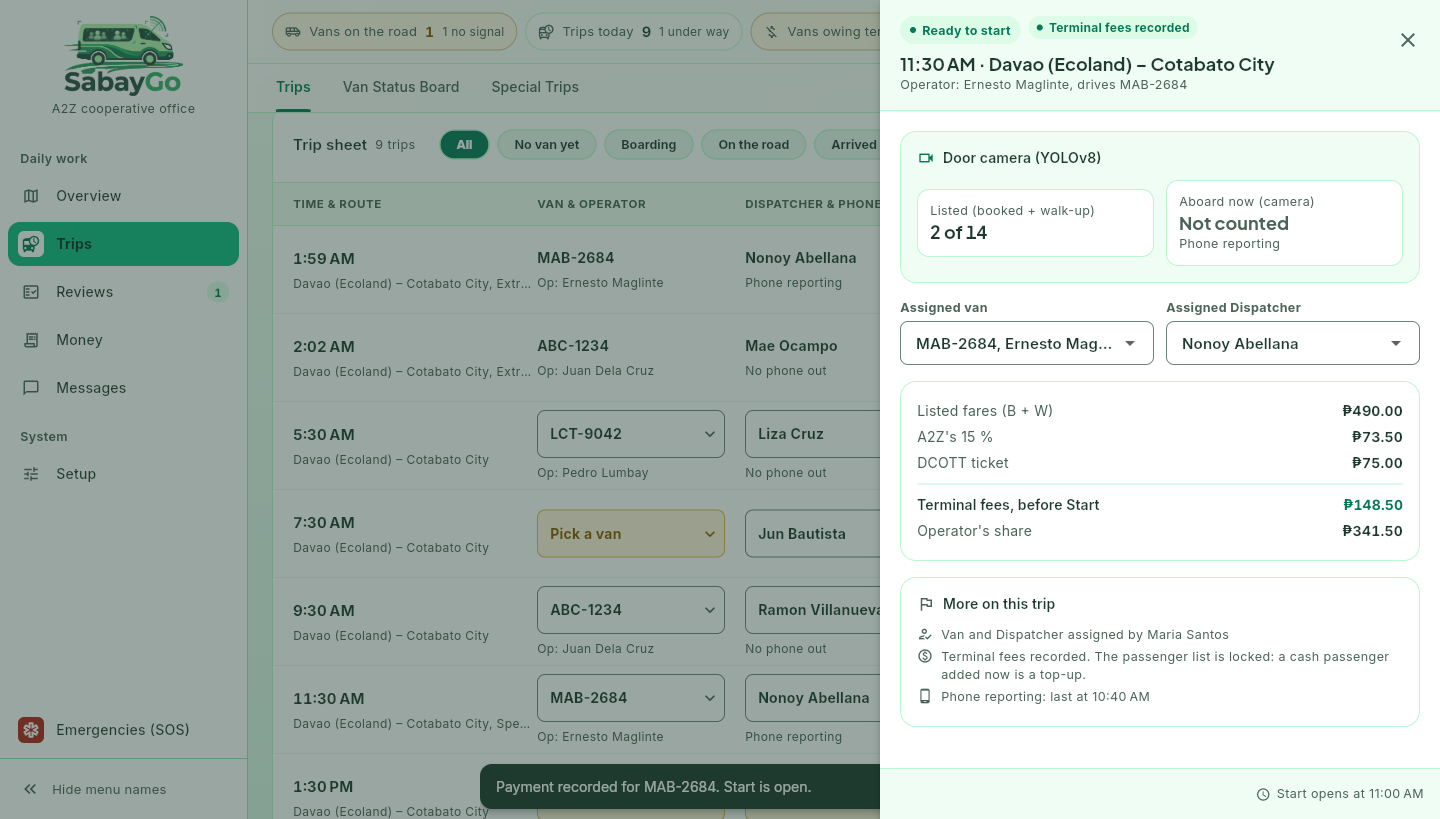 SabayGo
A2Z cooperative office
Daily work
Overview
Trips
Reviews
1
Money
Messages
System
Setup
Emergencies (SOS)
Hide menu names
Vans on the road 1 1 no signal
Trips today 9 1 under way
Vans owing ter
Trips
Van Status Board
Special Trips
Trip sheet 9 trips
All
No van yet
Boarding
On the road
Arrived
TIME & ROUTE
VAN & OPERATOR
DISPATCHER & PHONE
1:59 AM
Davao (Ecoland) – Cotabato City, Extr...
MAB-2684
Op: Ernesto Maglinte
Nonoy Abellana
Phone reporting
2:02 AM
Davao (Ecoland) – Cotabato City, Extr...
ABC-1234
Op: Juan Dela Cruz
Mae Ocampo
No phone out
5:30 AM
Davao (Ecoland) – Cotabato City
LCT-9042
Op: Pedro Lumbay
Liza Cruz
No phone out
7:30 AM
Davao (Ecoland) – Cotabato City
Pick a van
Jun Bautista
9:30 AM
Davao (Ecoland) – Cotabato City
ABC-1234
Op: Juan Dela Cruz
Ramon Villanueva
No phone out
11:30 AM
Davao (Ecoland) – Cotabato City, Spe...
MAB-2684
Op: Ernesto Maglinte
Nonoy Abellana
Phone reporting
1:30 PM
Davao (Ecoland) – Cotabato City
Payment recorded for MAB-2684. Start is open.
Ready to start
Terminal fees recorded
11:30 AM · Davao (Ecoland) – Cotabato City
Operator: Ernesto Maglinte, drives MAB-2684
Door camera (YOLOv8)
Listed (booked + walk-up)
2 of 14
Aboard now (camera)
Not counted
Phone reporting
Assigned van
MAB-2684, Ernesto Mag...
Assigned Dispatcher
Nonoy Abellana
Listed fares (B + W) ₱490.00
A2Z's 15 % ₱73.50
DCOTT ticket ₱75.00
Terminal fees, before Start ₱148.50
Operator's share ₱341.50
More on this trip
Van and Dispatcher assigned by Maria Santos
Terminal fees recorded. The passenger list is locked: a cash passenger
added now is a top-up.
Phone reporting: last at 10:40 AM
Start opens at 11:00 AM